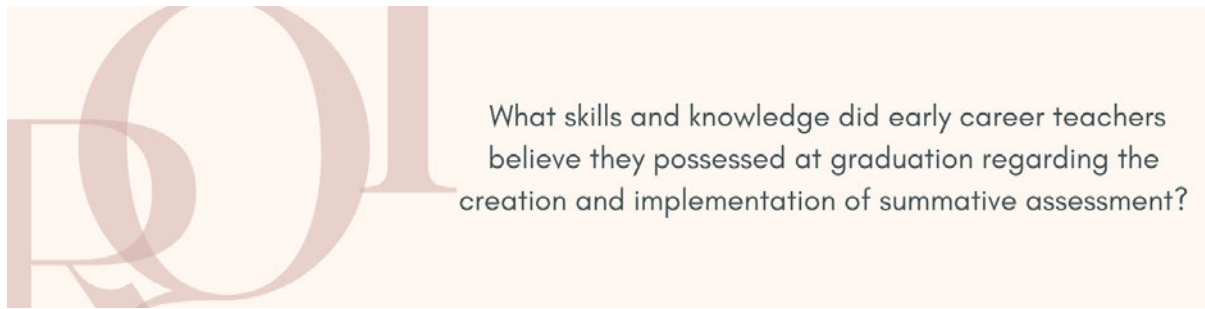 RQ1
What skills and knowledge did early career teachers
believe they possessed at graduation regarding the
creation and implementation of summative assessment?